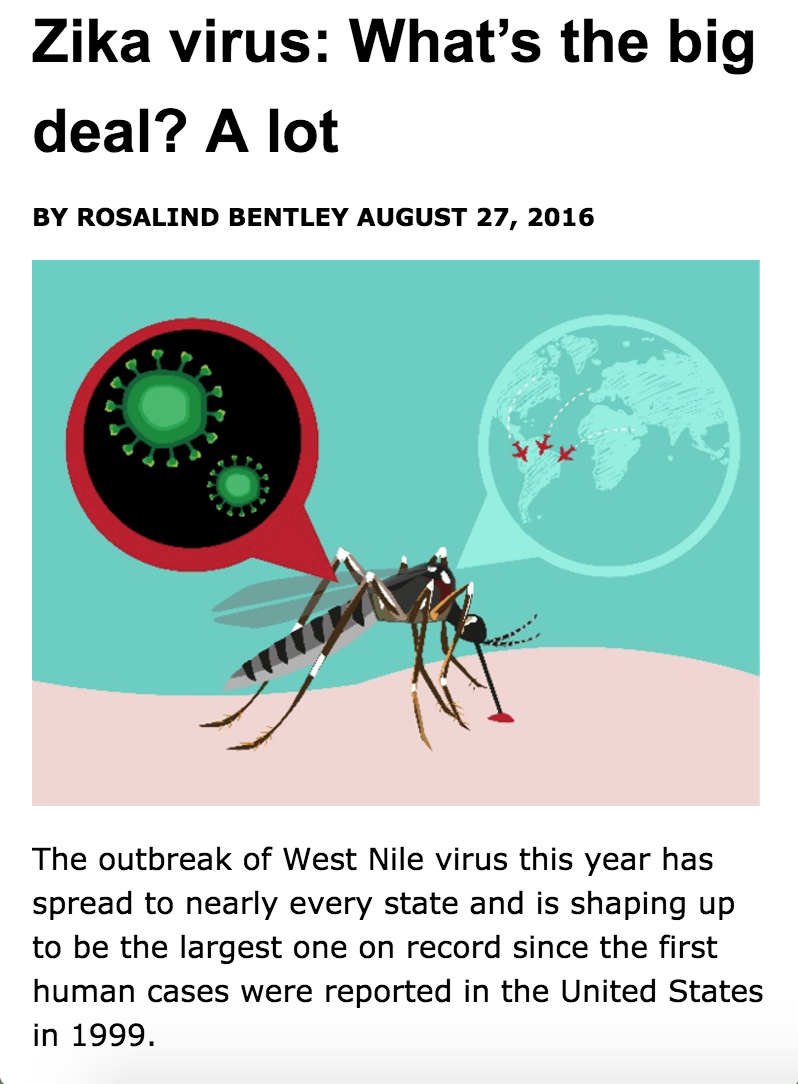 Zika virus: What’s the big
deal? A lot
BY ROSALIND BENTLEY AUGUST 27, 2016
The outbreak of West Nile virus this year has
spread to nearly every state and is shaping up
to be the largest one on record since the first
human cases were reported in the United States
in 1999.